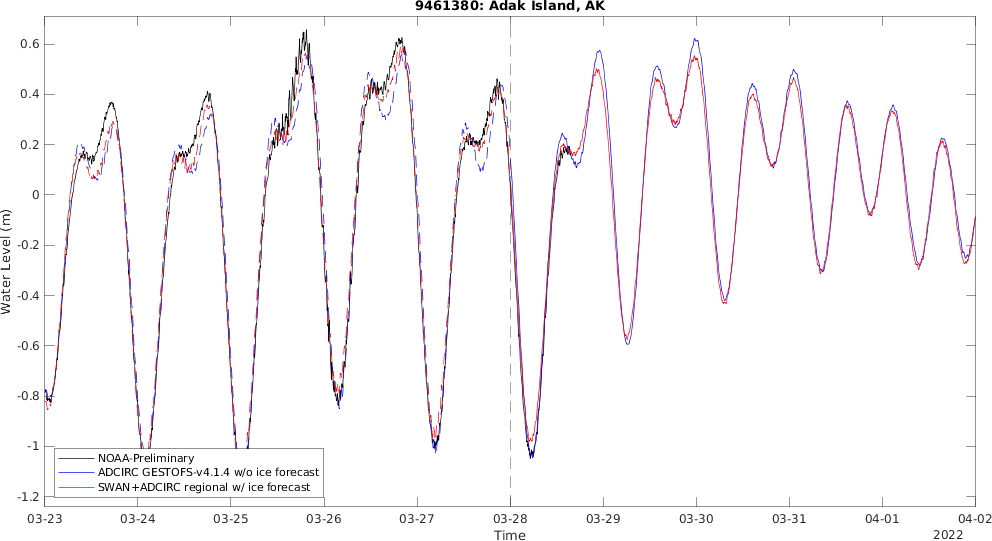 9461380: Adak Island, AK
Water Level (m)
0.6
0.4
0.2
0
-0.2
-0.4
-0.6
-0.8
-1
-1.2
NOAA-Preliminary
ADCIRC GESTOFS-v4.1.4 w/o ice forecast
SWAN+ADCIRC regional w/ ice forecast
03-23 03-24 03-25 03-26 03-27 03-28 03-29 03-30 03-31 04-01 04-02
Time
2022